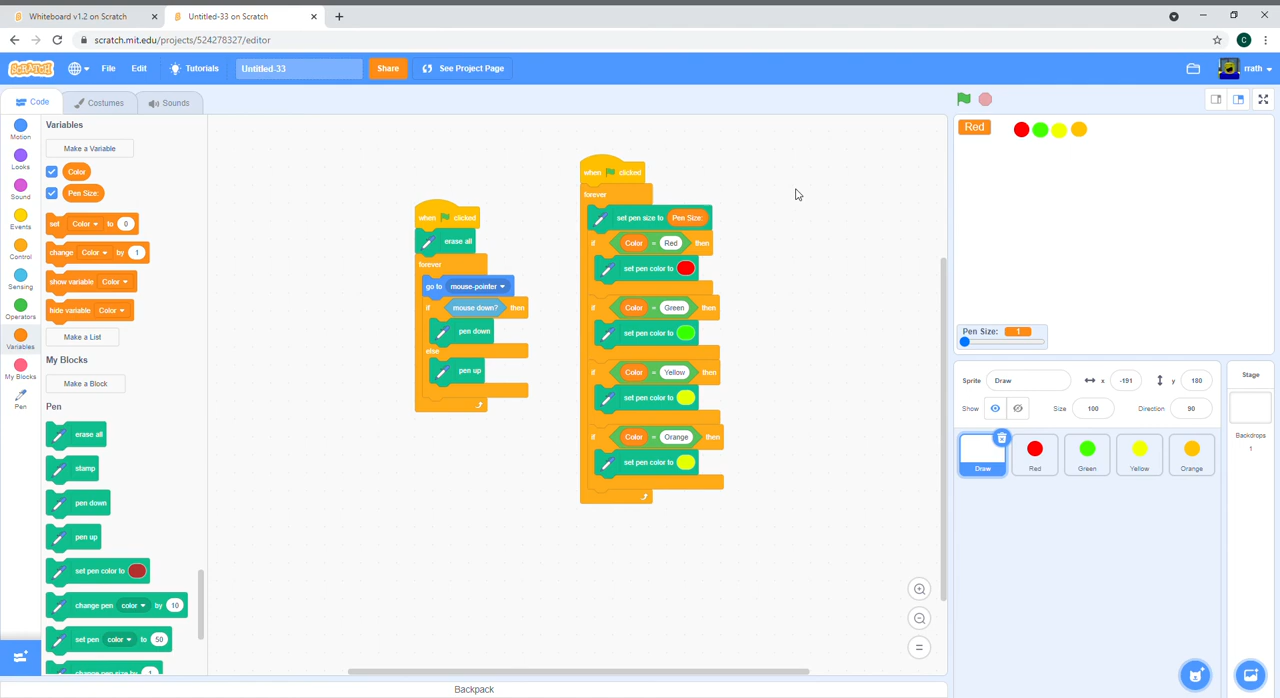 Whiteboard v1.2 on Scratch
Untitled-33 on Scratch
scratch.mit.edu/projects/524278327/editor
C
SCRATCH
File
Edit
Tutorials
Untitled-33
Share
See Project Page
rrath
Code
Costumes
Sounds
Motion
Looks
Sound
Events
Control
Sensing
Operators
Variables
My Blocks
Pen
Variables
Make a Variable
Color
Pen Size:
set Color to 0
change Color by 1
show variable Color
hide variable Color
Make a List
My Blocks
Make a Block
Pen
erase all
stamp
pen down
pen up
set pen color to
change pen color by 10
set pen color to 50
change pen size by 1
when clicked
erase all
forever
go to mouse-pointer
if mouse down? then
pen down
else
pen up
when clicked
forever
set pen size to Pen Size:
if Color = Red then
set pen color to
if Color = Green then
set pen color to
if Color = Yellow then
set pen color to
if Color = Orange then
set pen color to
Backpack
Red
Pen Size: 1
Sprite Draw x -191 y 180
Show Size 100 Direction 90
Draw
Red
Green
Yellow
Orange
Stage
Backdrops
1